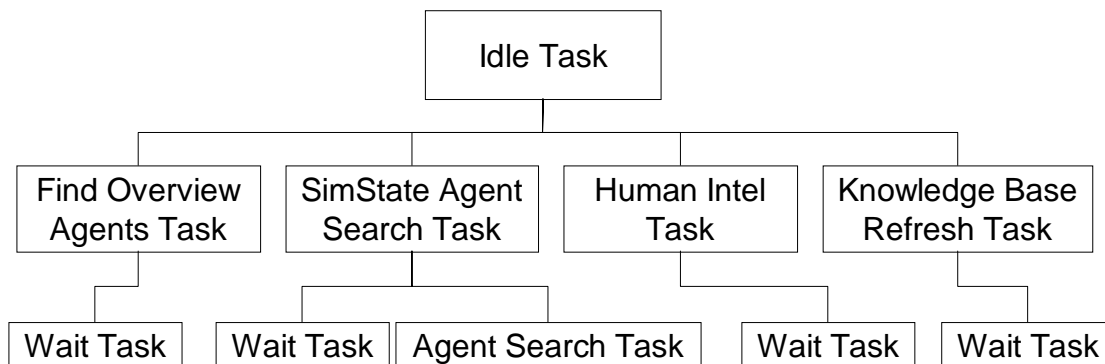 Idle Task
Find Overview
Agents Task
SimState Agent
Search Task
Human Intel
Task
Knowledge Base
Refresh Task
Wait Task
Wait Task
Agent Search Task
Wait Task
Wait Task